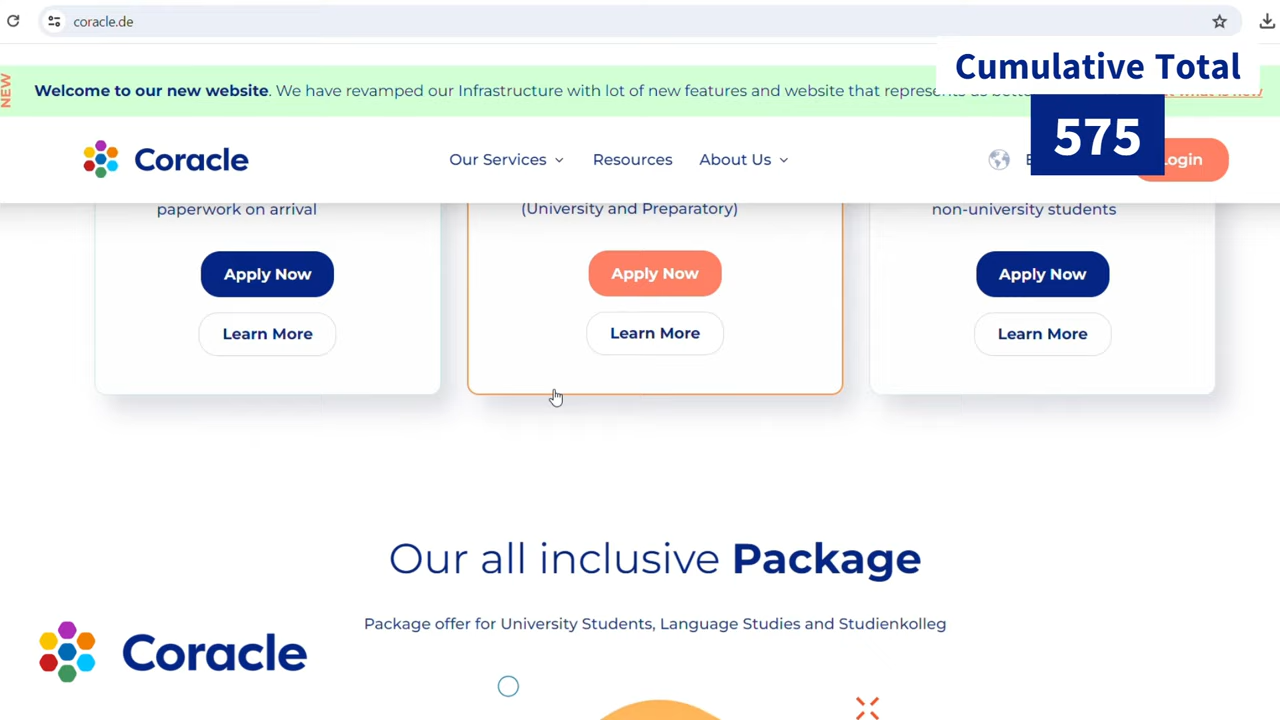 coracle.de
Cumulative Total
575
NEW
Welcome to our new website. We have revamped our Infrastructure with lot of new features and website that represents
Coracle
Our Services
Resources
About Us
Login
paperwork on arrival
(University and Preparatory)
non-university students
Apply Now
Apply Now
Apply Now
Learn More
Learn More
Learn More
Our all inclusive Package
Package offer for University Students, Language Studies and Studienkolleg
Coracle